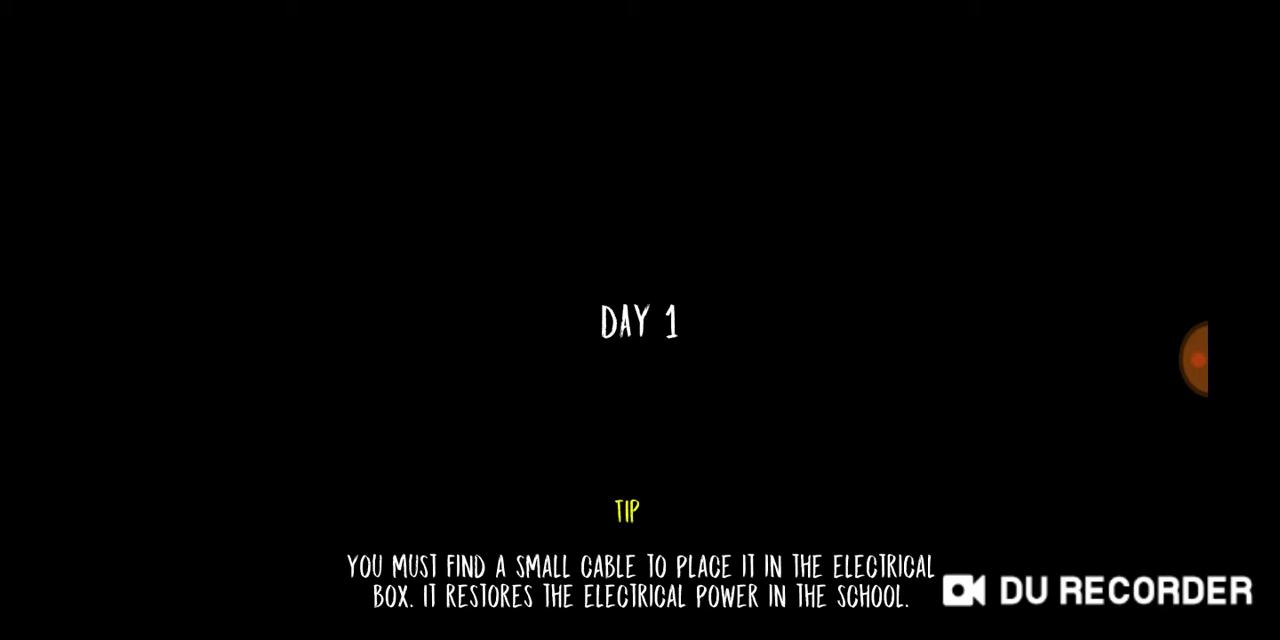 DAY 1
TIP
YOU MUST FIND A SMALL CABLE TO PLACE IT IN THE ELECTRICAL
BOX. IT RESTORES THE ELECTRICAL POWER IN THE SCHOOL.
DU RECORDER